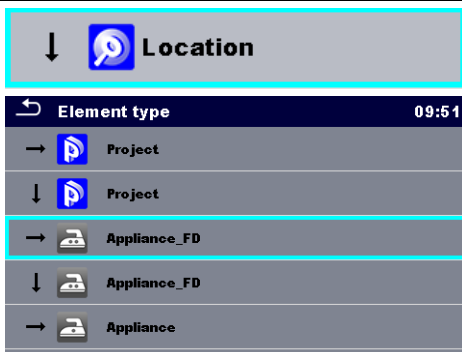 Location
Element type 09:51
Project
Project
Appliance_FD
Appliance_FD
Appliance